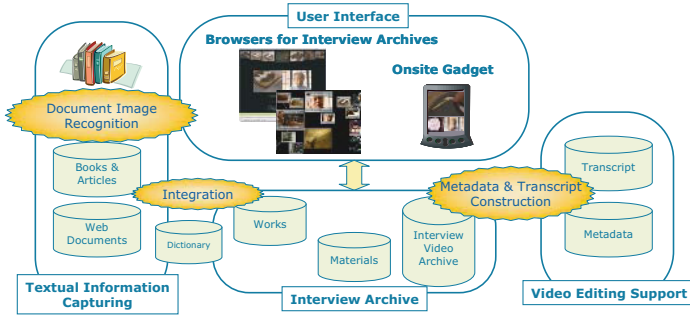 User Interface
Browsers for Interview Archives
Onsite Gadget
Document Image
Recognition
Books &
Articles
Web
Documents
Dictionary
Textual Information
Capturing
Integration
Works
Materials
Interview
Video
Archive
Interview Archive
Metadata & Transcript
Construction
Transcript
Metadata
Video Editing Support